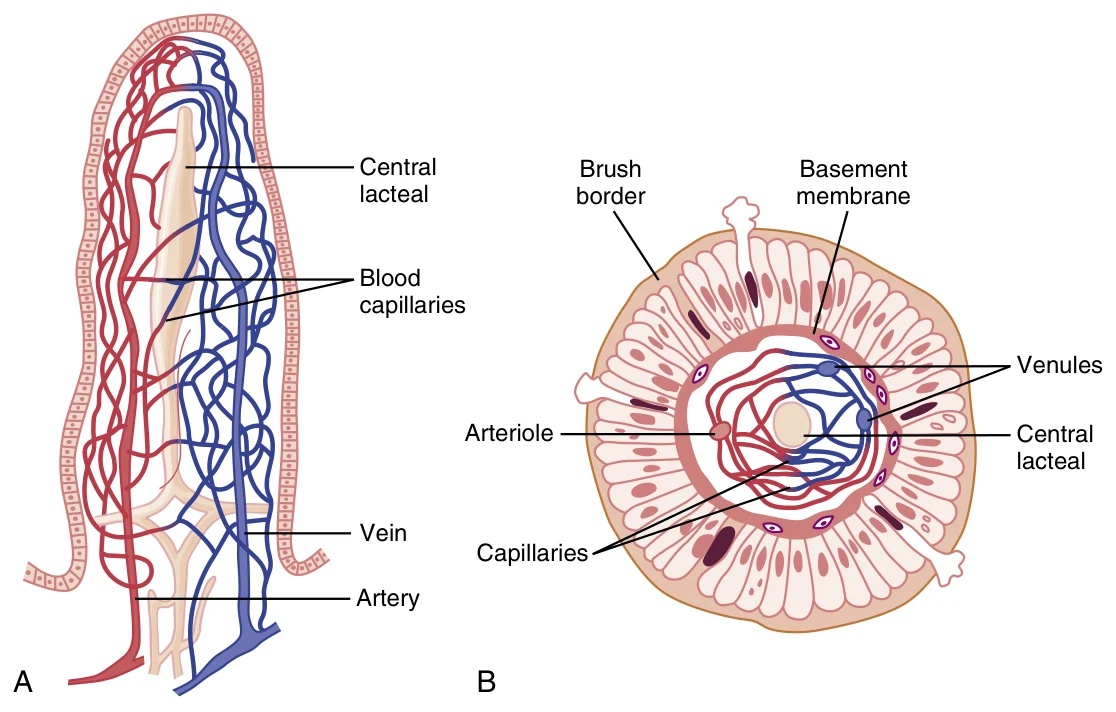 Central
lacteal
Blood
capillaries
Vein
Artery
A
Brush
border
Basement
membrane
Venules
Arteriole
Central
lacteal
Capillaries
B